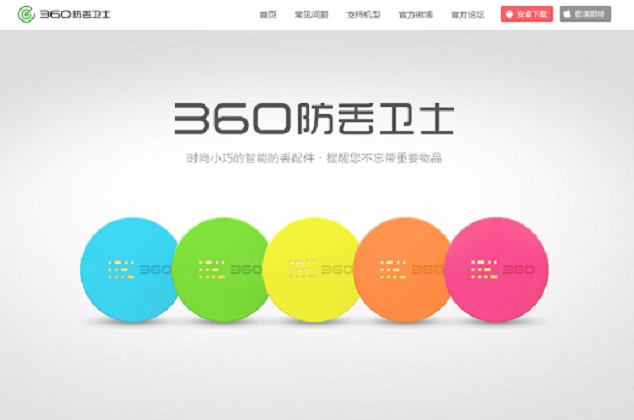 360防丢卫士
首页 常见问题 支持机型 官方微博 官方论坛 安卓下载 敬请期待
360防丢卫士
时尚小巧的智能防丢配件 · 提醒您不忘带重要物品
360 360 360 360 360